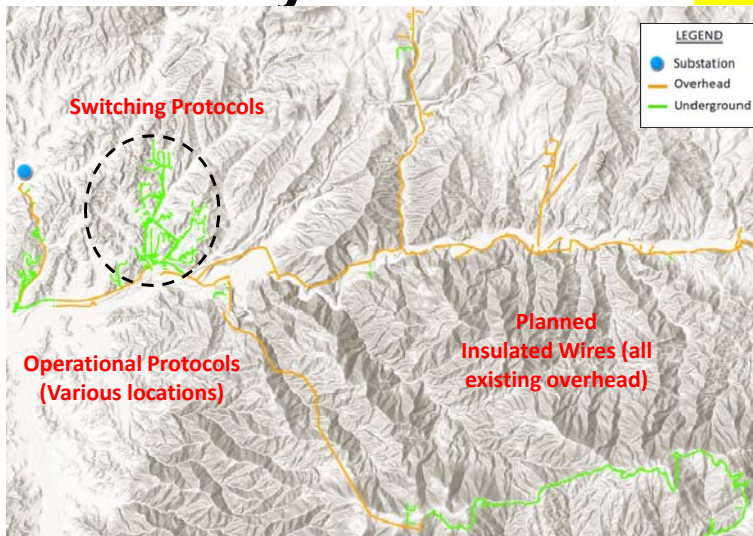 LEGEND
Substation
Overhead
Underground
Switching Protocols
Operational Protocols
(Various locations)
Planned
Insulated Wires (all
existing overhead)